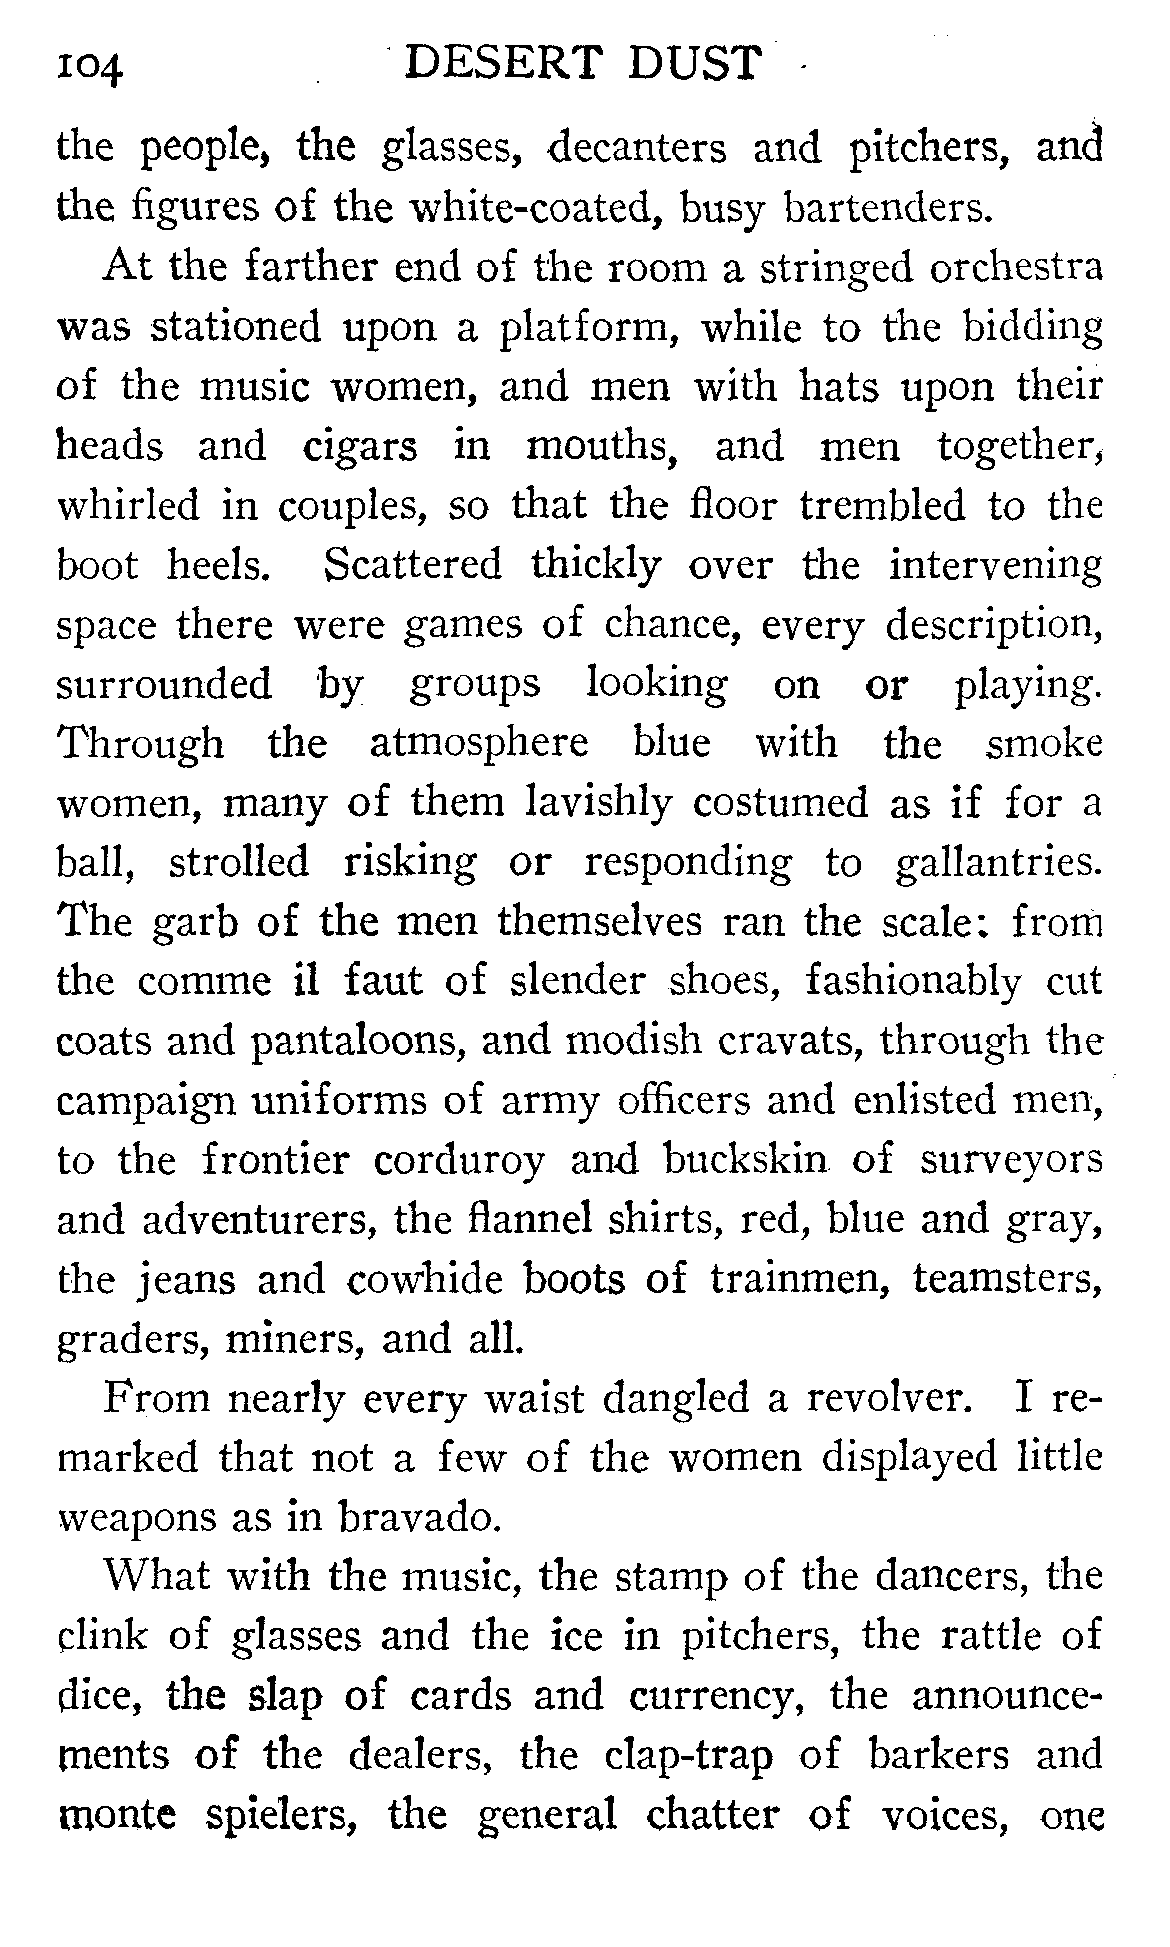 104 DESERT DUST
the people, the glasses, decanters and pitchers, and
the figures of the white-coated, busy bartenders.
At the farther end of the room a stringed orchestra
was stationed upon a platform, while to the bidding
of the music women, and men with hats upon their
heads and cigars in mouths, and men together,
whirled in couples, so that the floor trembled to the
boot heels. Scattered thickly over the intervening
space there were games of chance, every description,
surrounded by groups looking on or playing.
Through the atmosphere blue with the smoke
women, many of them lavishly costumed as if for a
ball, strolled risking or responding to gallantries.
The garb of the men themselves ran the scale: from
the comme il faut of slender shoes, fashionably cut
coats and pantaloons, and modish cravats, through the
campaign uniforms of army officers and enlisted men,
to the frontier corduroy and buckskin of surveyors
and adventurers, the flannel shirts, red, blue and gray,
the jeans and cowhide boots of trainmen, teamsters,
graders, miners, and all.
From nearly every waist dangled a revolver. I re-
marked that not a few of the women displayed little
weapons as in bravado.
What with the music, the stamp of the dancers, the
clink of glasses and the ice in pitchers, the rattle of
dice, the slap of cards and currency, the announce-
ments of the dealers, the clap-trap of barkers and
monte spielers, the general chatter of voices, one